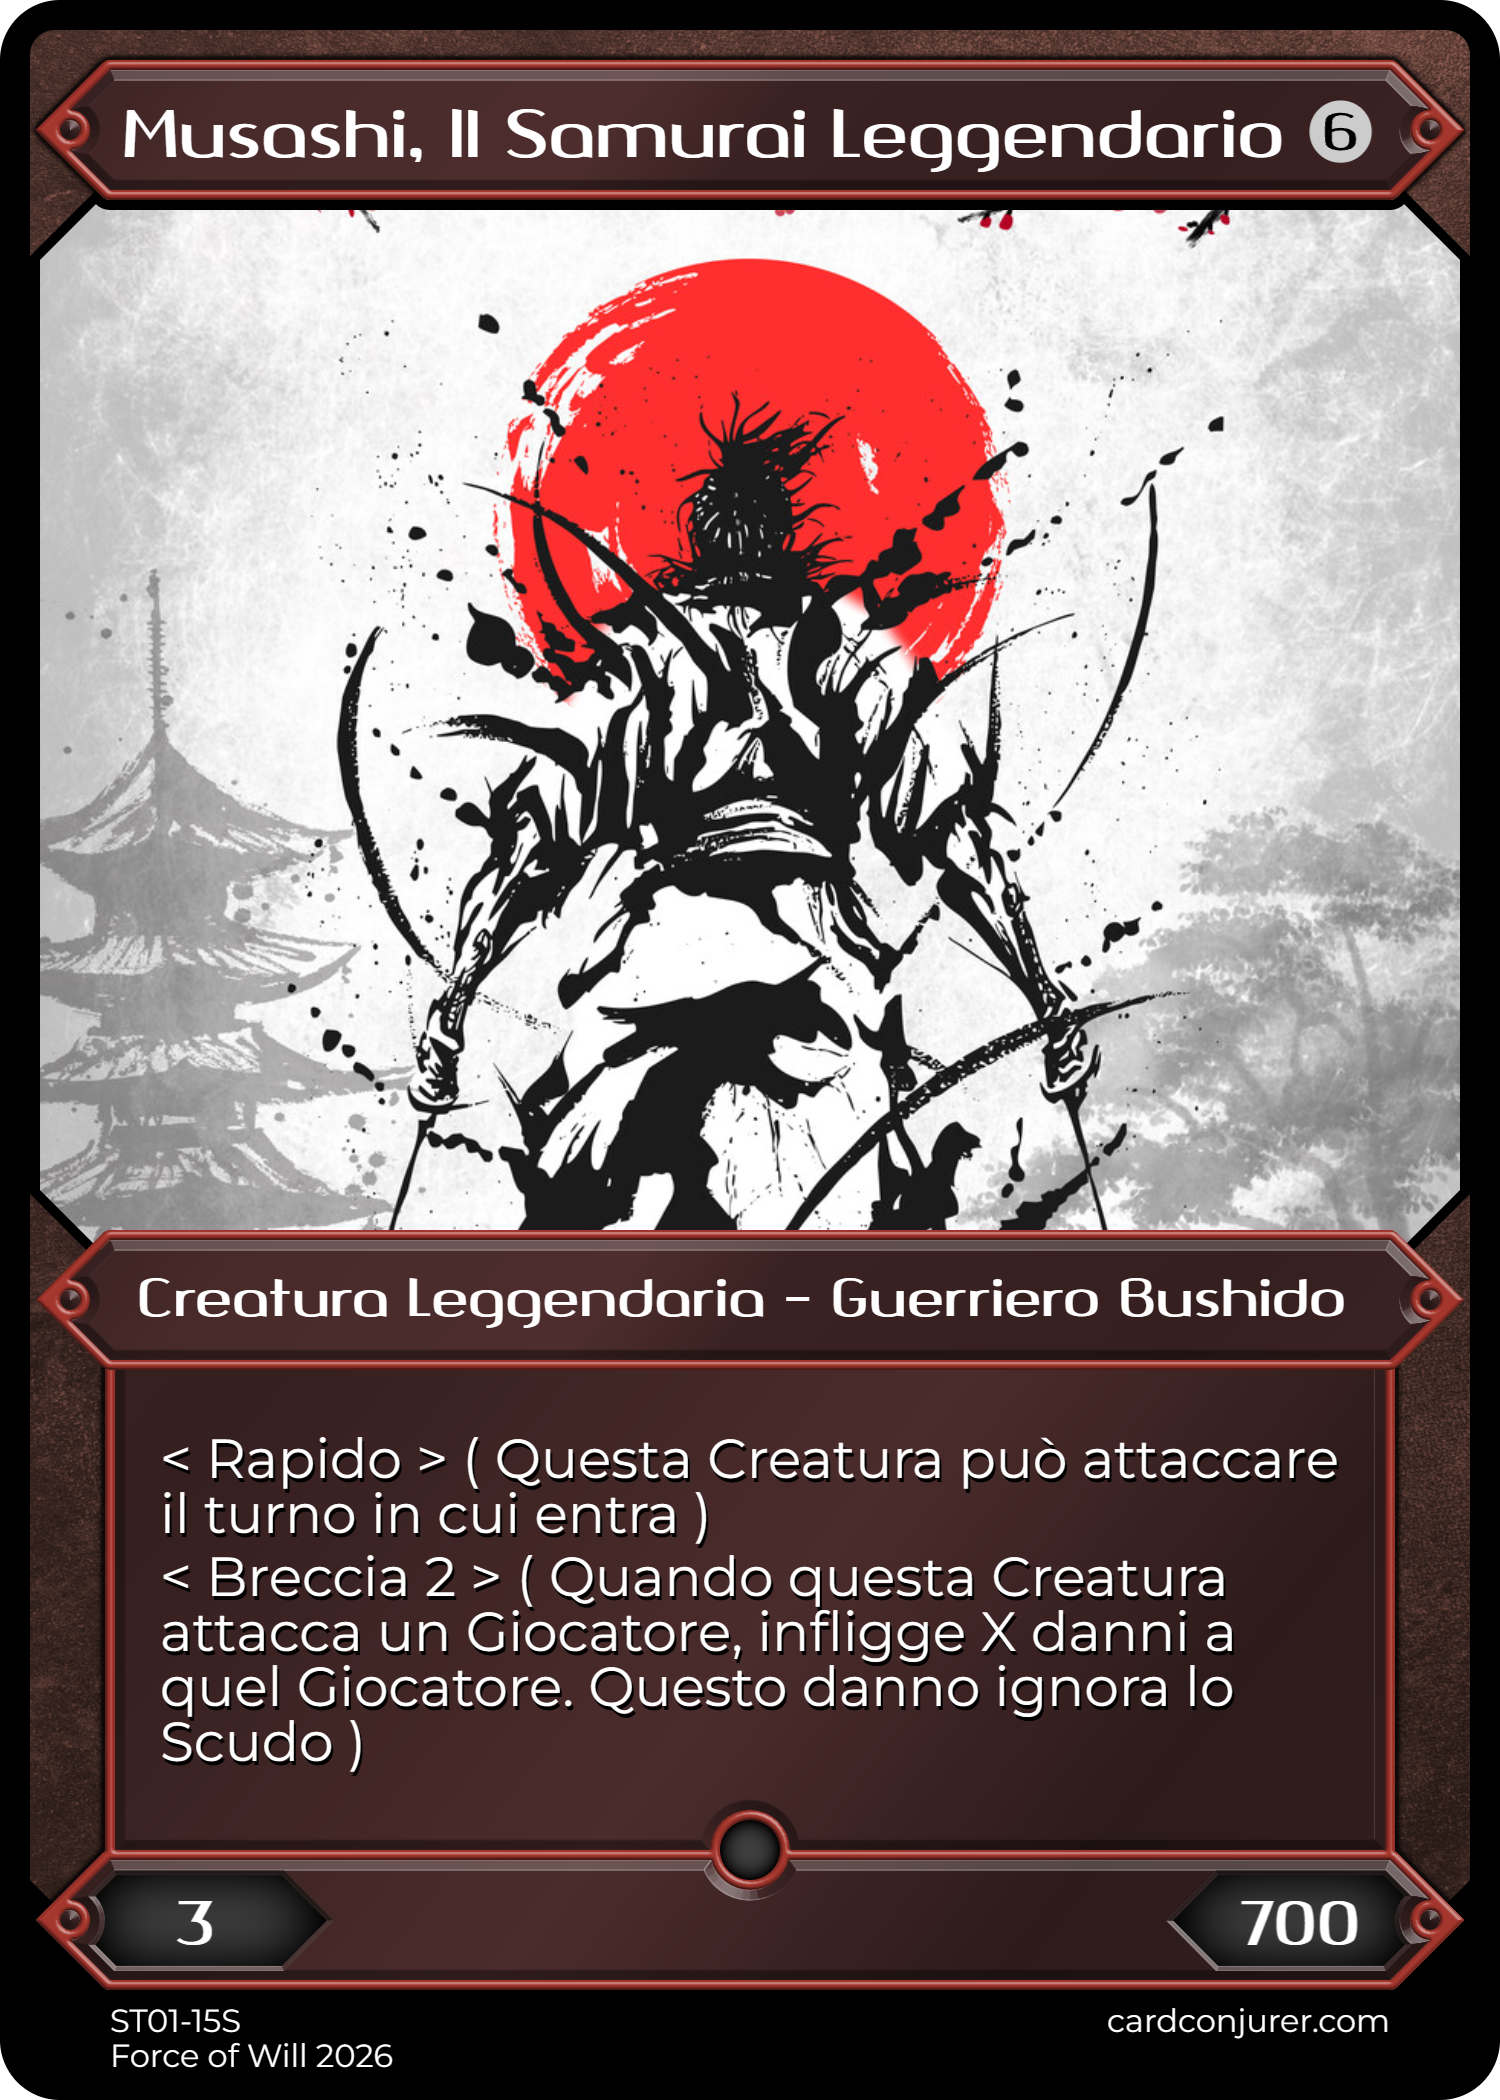 Musashi, Il Samurai Leggendario 6
Creatura Leggendaria - Guerriero Bushido
< Rapido > ( Questa Creatura può attaccare
il turno in cui entra )
< Breccia 2 > ( Quando questa Creatura
attacca un Giocatore, infligge X danni a
quel Giocatore. Questo danno ignora lo
Scudo )
3
700
ST01-15S
cardconjurer.com
Force of Will 2026